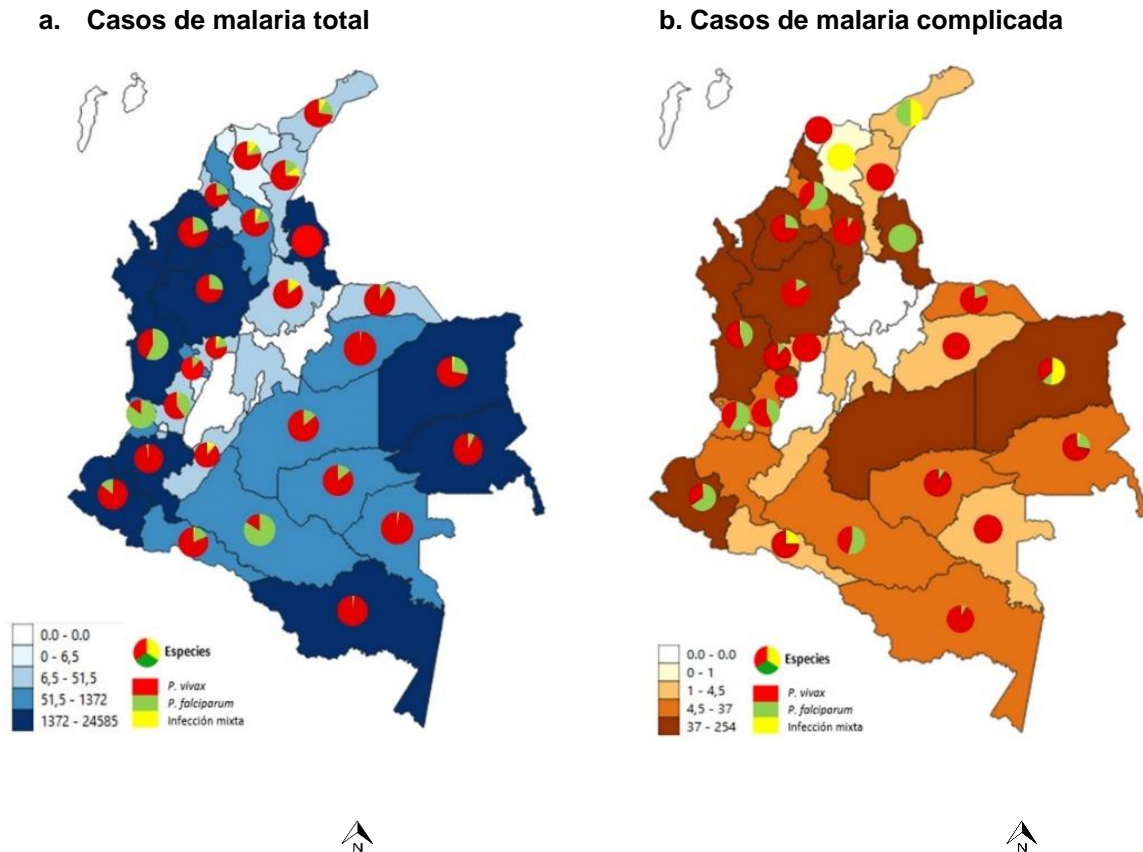 a. Casos de malaria total
b. Casos de malaria complicada
0.0 - 0.0
0 - 6,5
6,5 - 51,5
51,5 - 1372
1372 - 24585
Especies
P. vivax
P. falciparum
Infección mixta
0.0 - 0.0
0 - 1
1 - 4,5
4,5 - 37
37 - 254
Especies
P. vivax
P. falciparum
Infección mixta
N
N